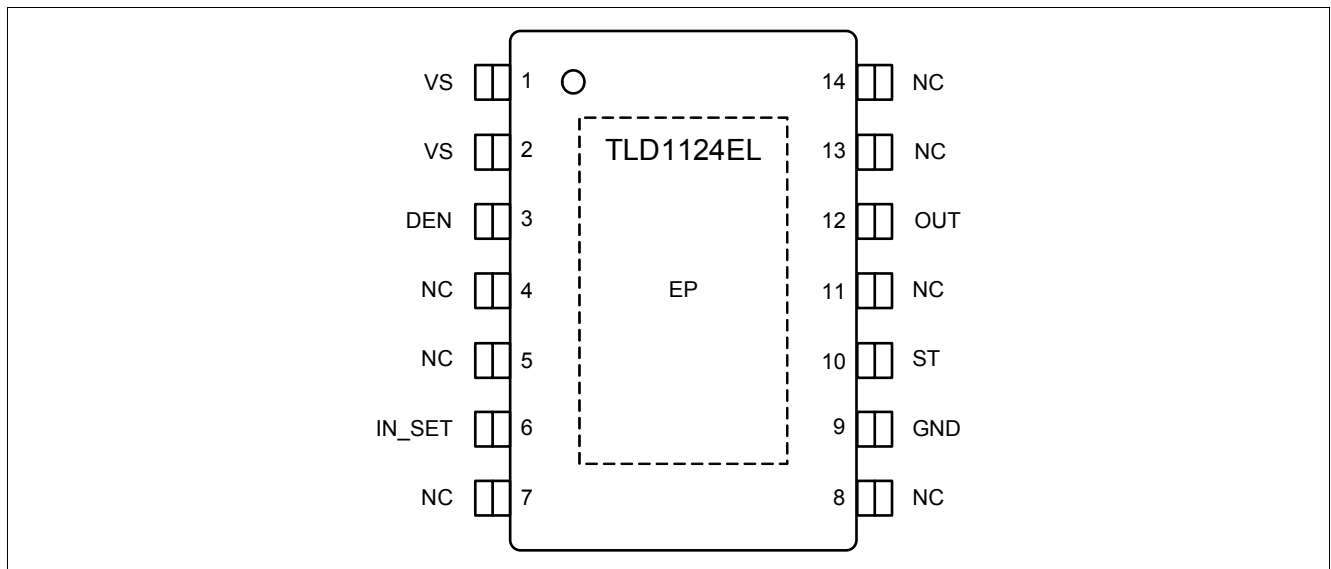 VS 1 14 NC
VS 2 TLD1124EL 13 NC
DEN 3 12 OUT
NC 4 EP 11 NC
NC 5 10 ST
IN_SET 6 9 GND
NC 7 8 NC